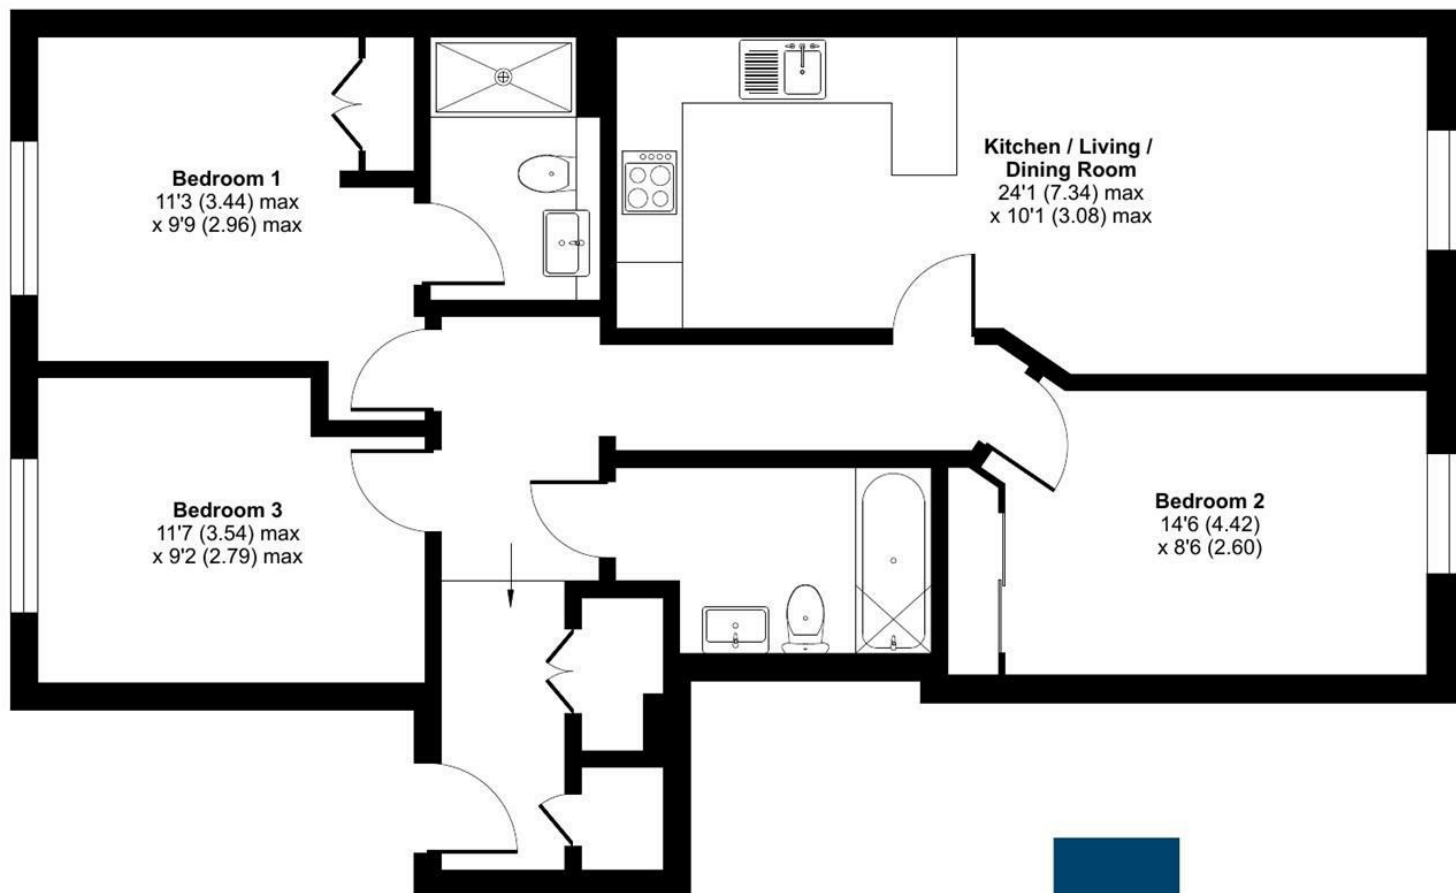 Bedroom 1
11'3 (3.44) max
x 9'9 (2.96) max
Kitchen / Living /
Dining Room
24'1 (7.34) max
x 10'1 (3.08) max
Bedroom 3
11'7 (3.54) max
x 9'2 (2.79) max
Bedroom 2
14'6 (4.42)
x 8'6 (2.60)